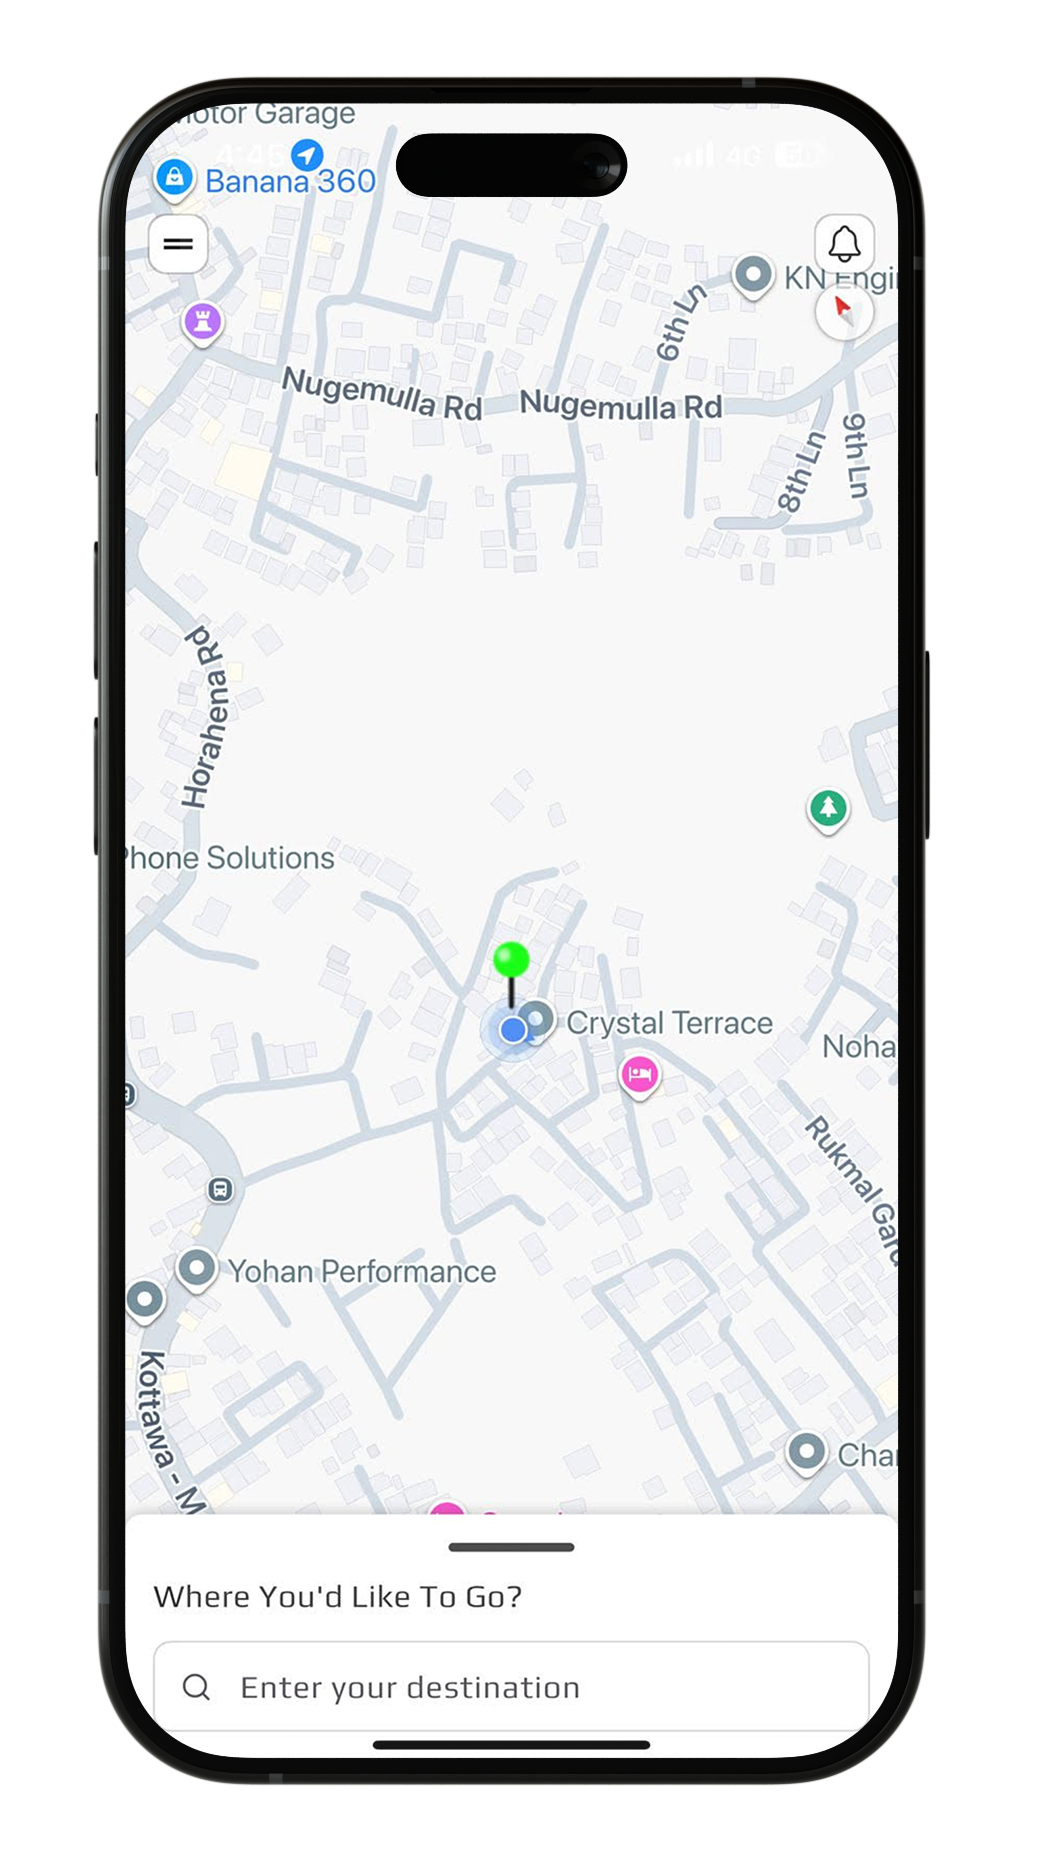 Motor Garage
4:45
4G
Banana 360
KN Engi
6th Ln
Nugemulla Rd
Nugemulla Rd
8th Ln
9th Ln
Horahena Rd
Phone Solutions
Crystal Terrace
Noha
Rukmal Gard
Yohan Performance
Kottawa - M
Char
Where You'd Like To Go?
Enter your destination